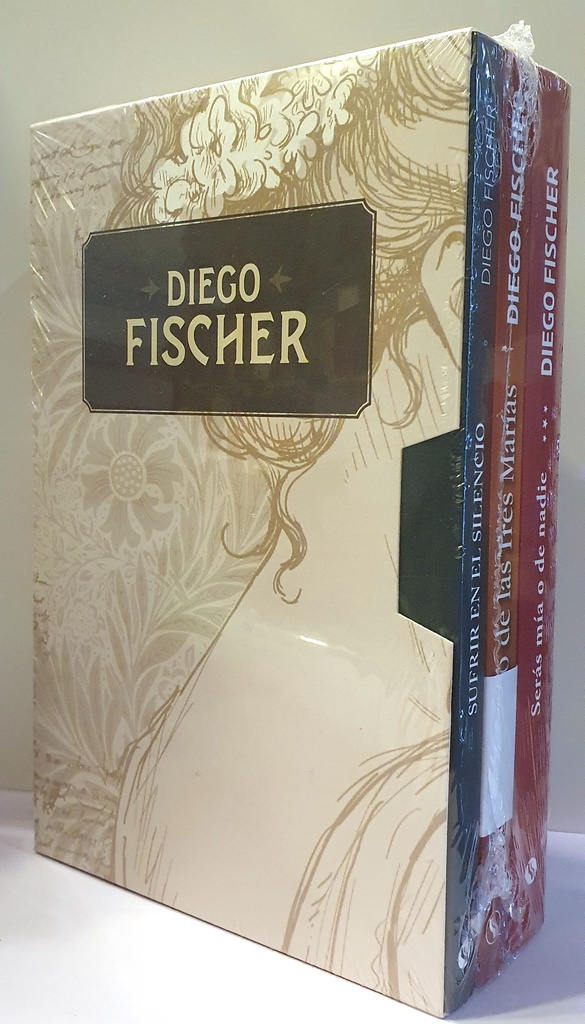 DIEGO
FISCHER
SUFRIR EN EL SILENCIO
DIEGO FISCHER
de las Tres Marías
DIEGO FISCHER
Serás mía o de nadie
DIEGO FISCHER